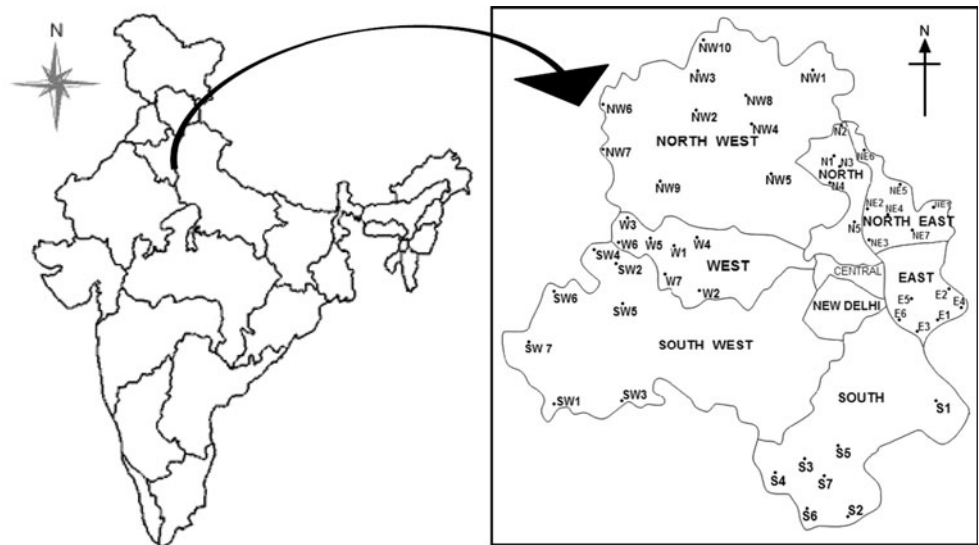 N
N
NW10
NW3
NW1
NW6
NW8
NW2
NW4
N2
NORTH WEST
NW7
NE6
N1
N3
NORTH
N4
NW5
NW9
NE5
NE2
NE4
NE1
NORTH EAST
N5
NE7
NE3
W3
W6
W5
W4
W1
SW4
SW2
WEST
W7
W2
CENTRAL
EAST
NEW DELHI
E2
E5
E4
E6
E1
E3
SW6
SW5
SW 7
SOUTH WEST
SW1
SW3
SOUTH
S1
S5
S3
S4
S7
S6
S2